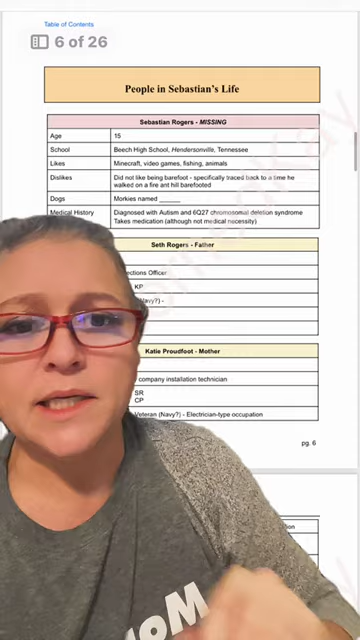 Table of Contents
6 of 26
People in Sebastian's Life
Sebastian Rogers - MISSING
Age 15
School Beech High School, Hendersonville, Tennessee
Likes Minecraft, video games, fishing, animals
Dislikes Did not like being barefoot - specifically traced back to a time he
walked on a fire ant hill barefooted
Dogs Morkies named ______
Medical History Diagnosed with Autism and 6Q27 chromosomal deletion syndrome
Takes medication (although not medical necessity)
Seth Rogers - Father
ections Officer
KP
(Navy?) -
Katie Proudfoot - Mother
company installation technician
SR
CP
Veteran (Navy?) - Electrician-type occupation
pg. 6
MOM